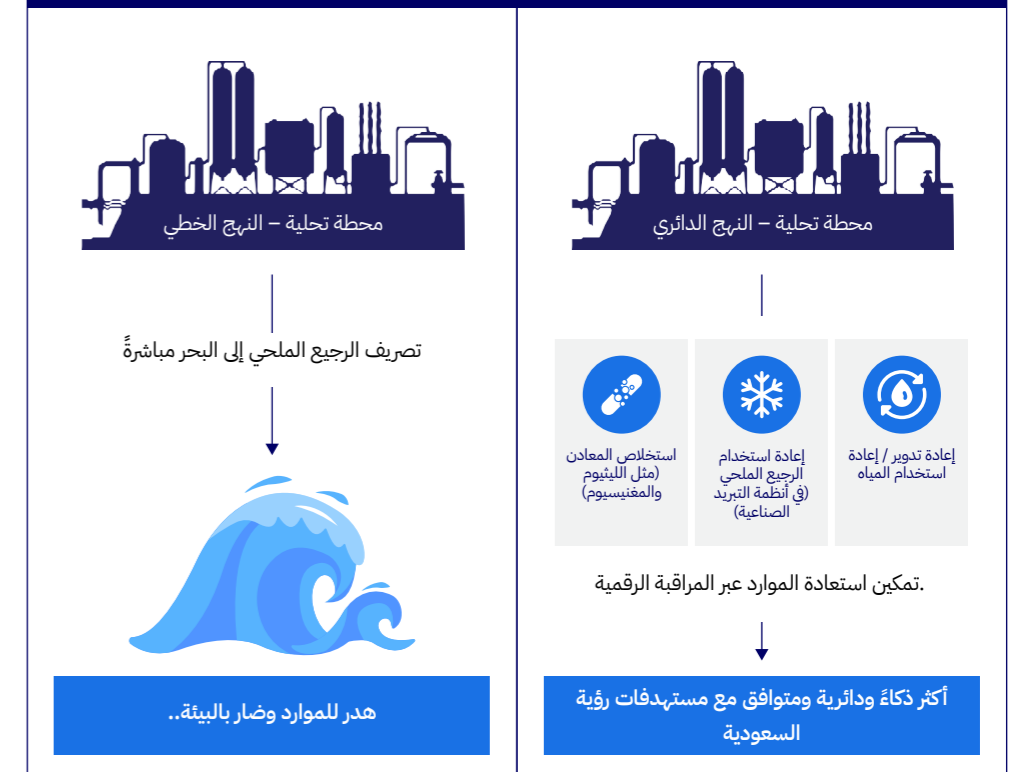 محطة تحلية – النهج الدائري
إعادة تدوير / إعادة
استخدام المياه
إعادة استخدام
الرجيع الملحي
(في أنظمة التبريد
الصناعية)
استخلاص المعادن
(مثل الليثيوم
والمغنيسيوم)
.تمكين استعادة الموارد عبر المراقبة الرقمية
أكثر ذكاءً ودائرية ومتوافق مع مستهدفات رؤية
السعودية
محطة تحلية – النهج الخطي
تصريف الرجيع الملحي إلى البحر مباشرةً
هدر للموارد وضار بالبيئة..